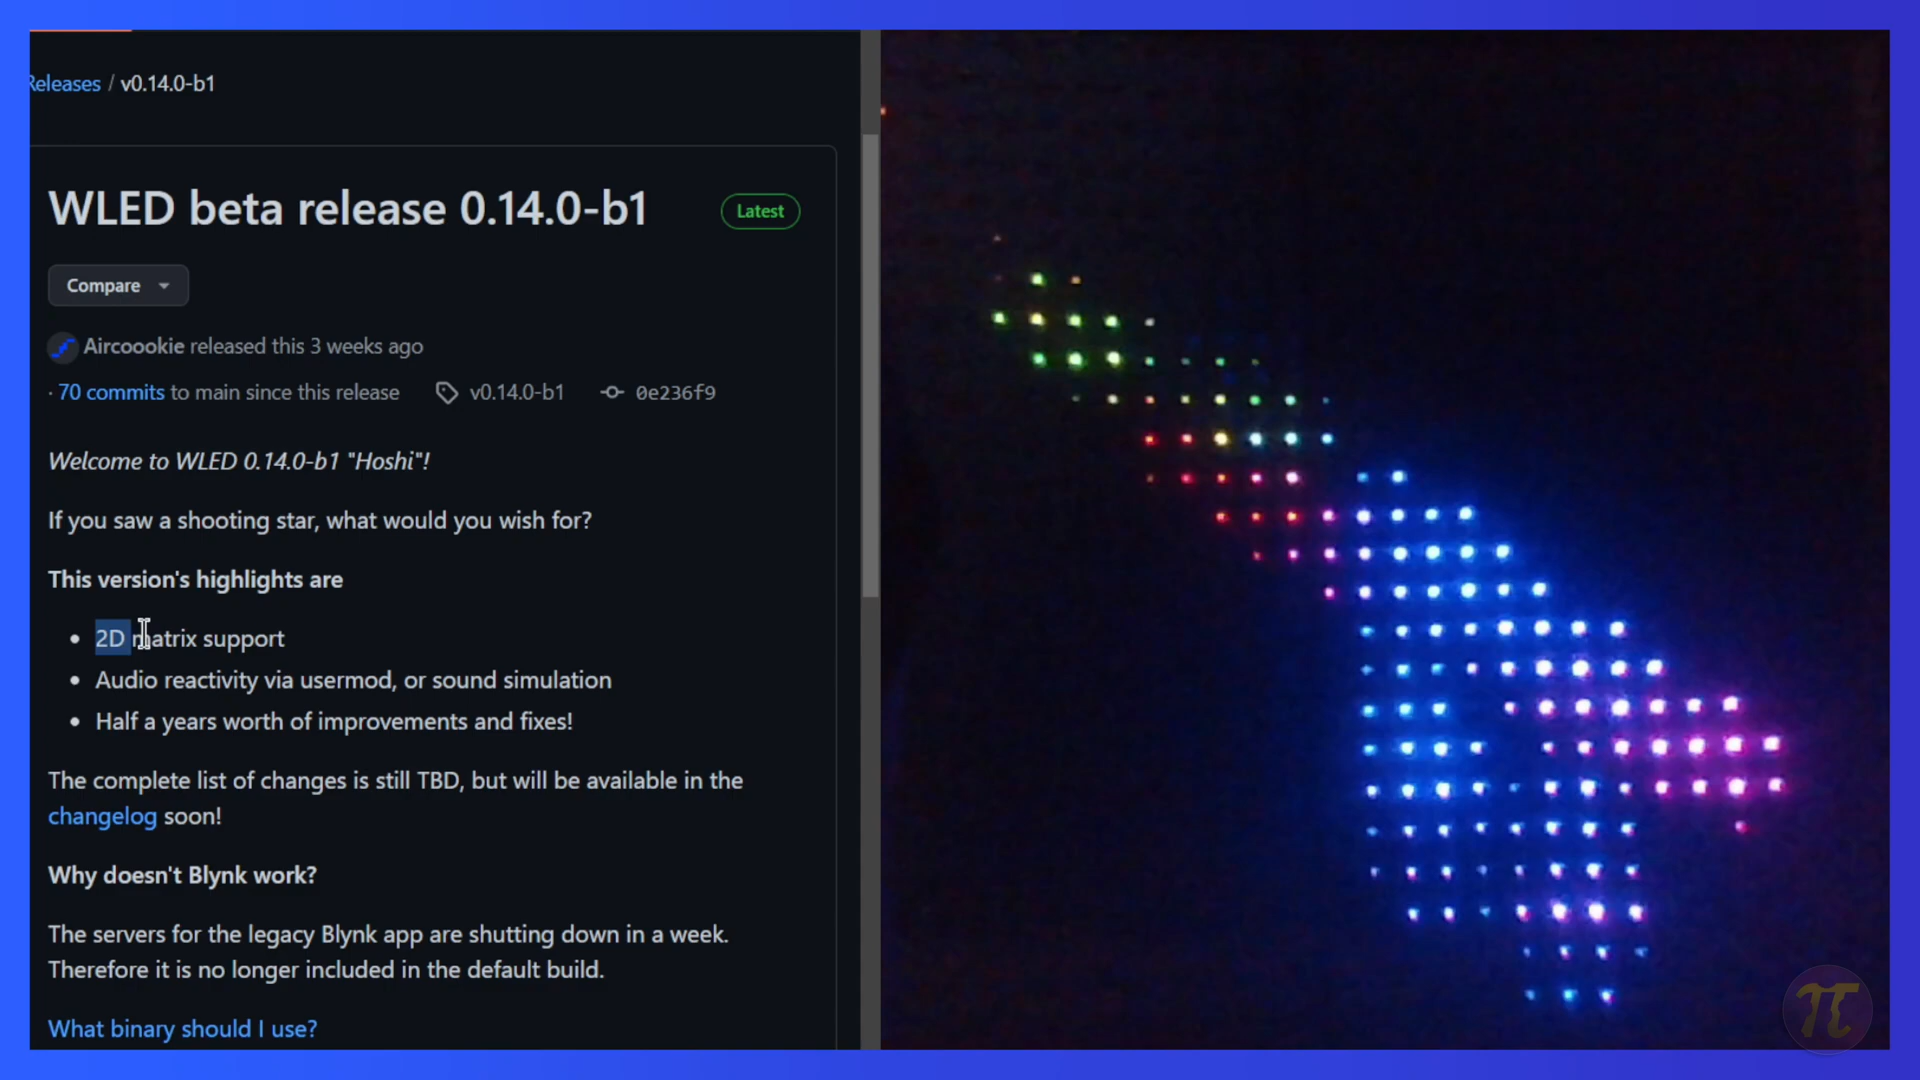 Releases / v0.14.0-b1
WLED beta release 0.14.0-b1
Latest
Compare
Aircoookie released this 3 weeks ago
· 70 commits to main since this release v0.14.0-b1 0e236f9
Welcome to WLED 0.14.0-b1 "Hoshi"!
If you saw a shooting star, what would you wish for?
This version's highlights are
• 2D matrix support
• Audio reactivity via usermod, or sound simulation
• Half a years worth of improvements and fixes!
The complete list of changes is still TBD, but will be available in the
changelog soon!
Why doesn't Blynk work?
The servers for the legacy Blynk app are shutting down in a week.
Therefore it is no longer included in the default build.
What binary should I use?
π